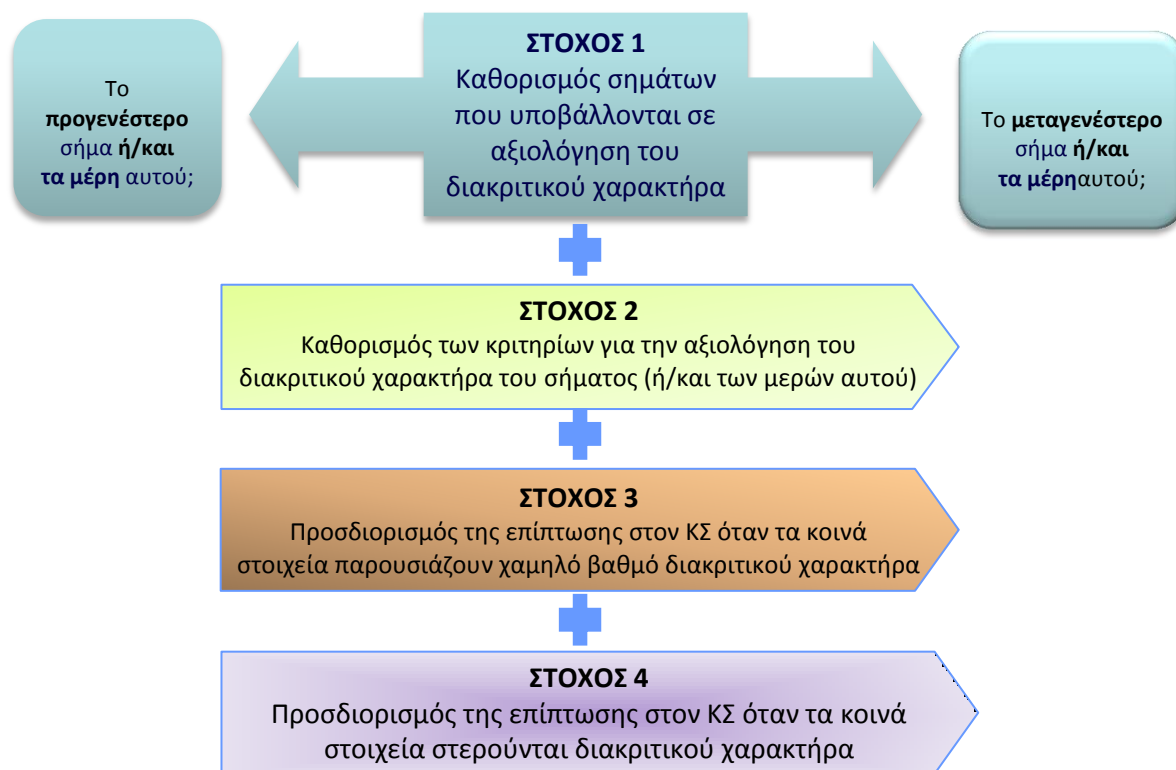 Το
προγενέστερο
σήμα ή/και
τα μέρη αυτού;
ΣΤΟΧΟΣ 1
Καθορισμός σημάτων
που υποβάλλονται σε
αξιολόγηση του
διακριτικού χαρακτήρα
Το μεταγενέστερο
σήμα ή/και
τα μέρηαυτού;
ΣΤΟΧΟΣ 2
Καθορισμός των κριτηρίων για την αξιολόγηση του
διακριτικού χαρακτήρα του σήματος (ή/και των μερών αυτού)
ΣΤΟΧΟΣ 3
Προσδιορισμός της επίπτωσης στον ΚΣ όταν τα κοινά
στοιχεία παρουσιάζουν χαμηλό βαθμό διακριτικού χαρακτήρα
ΣΤΟΧΟΣ 4
Προσδιορισμός της επίπτωσης στον ΚΣ όταν τα κοινά
στοιχεία στερούνται διακριτικού χαρακτήρα